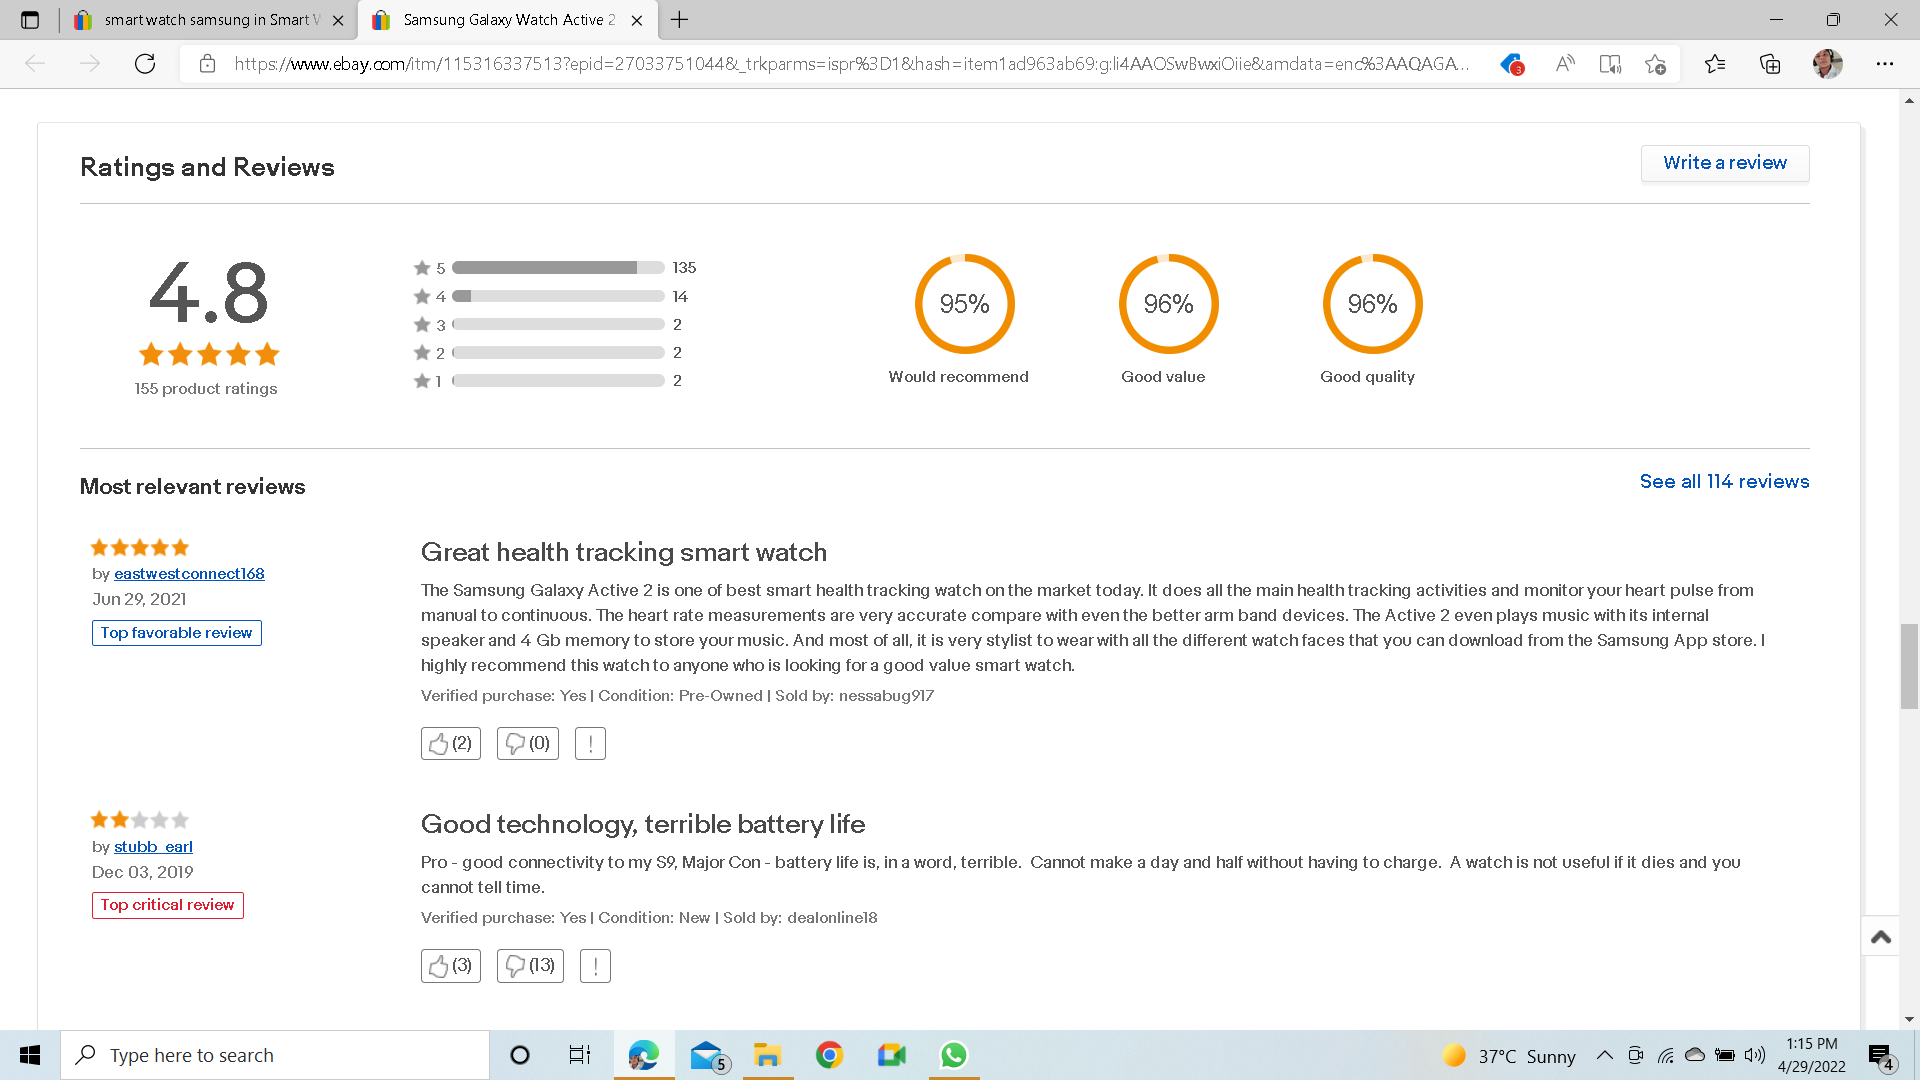 smart watch samsung in Smart W
Samsung Galaxy Watch Active 2
https://www.ebay.com/itm/115316337513?epid=27033751044&_trkparms=ispr%3D1&hash=item1ad963ab69:g:li4AAOSwBwxiOiie&amdata=enc%3AAQAGA...
3
Ratings and Reviews
Write a review
4.8
155 product ratings
5 135
4 14
3 2
2 2
1 2
95%
Would recommend
96%
Good value
96%
Good quality
Most relevant reviews
See all 114 reviews
by eastwestconnect168
Jun 29, 2021
Top favorable review
Great health tracking smart watch
The Samsung Galaxy Active 2 is one of best smart health tracking watch on the market today. It does all the main health tracking activities and monitor your heart pulse from
manual to continuous. The heart rate measurements are very accurate compare with even the better arm band devices. The Active 2 even plays music with its internal
speaker and 4 Gb memory to store your music. And most of all, it is very stylist to wear with all the different watch faces that you can download from the Samsung App store. I
highly recommend this watch to anyone who is looking for a good value smart watch.
Verified purchase: Yes | Condition: Pre-Owned | Sold by: nessabug917
(2) (0) !
by stubb_earl
Dec 03, 2019
Top critical review
Good technology, terrible battery life
Pro - good connectivity to my S9, Major Con - battery life is, in a word, terrible. Cannot make a day and half without having to charge. A watch is not useful if it dies and you
cannot tell time.
Verified purchase: Yes | Condition: New | Sold by: dealonline18
(3) (13) !
Type here to search
5
37°C Sunny
1:15 PM
4/29/2022
4